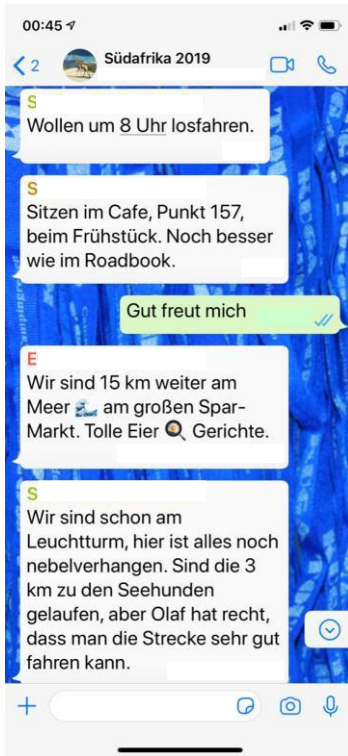 00:45
2
Südafrika 2019
S
Wollen um 8 Uhr losfahren.
S
Sitzen im Cafe, Punkt 157,
beim Frühstück. Noch besser
wie im Roadbook.
Gut freut mich
E
Wir sind 15 km weiter am
Meer 🌊 am großen Spar-
Markt. Tolle Eier 🍳 Gerichte.
S
Wir sind schon am
Leuchtturm, hier ist alles noch
nebelverhangen. Sind die 3
km zu den Seehunden
gelaufen, aber Olaf hat recht,
dass man die Strecke sehr gut
fahren kann.